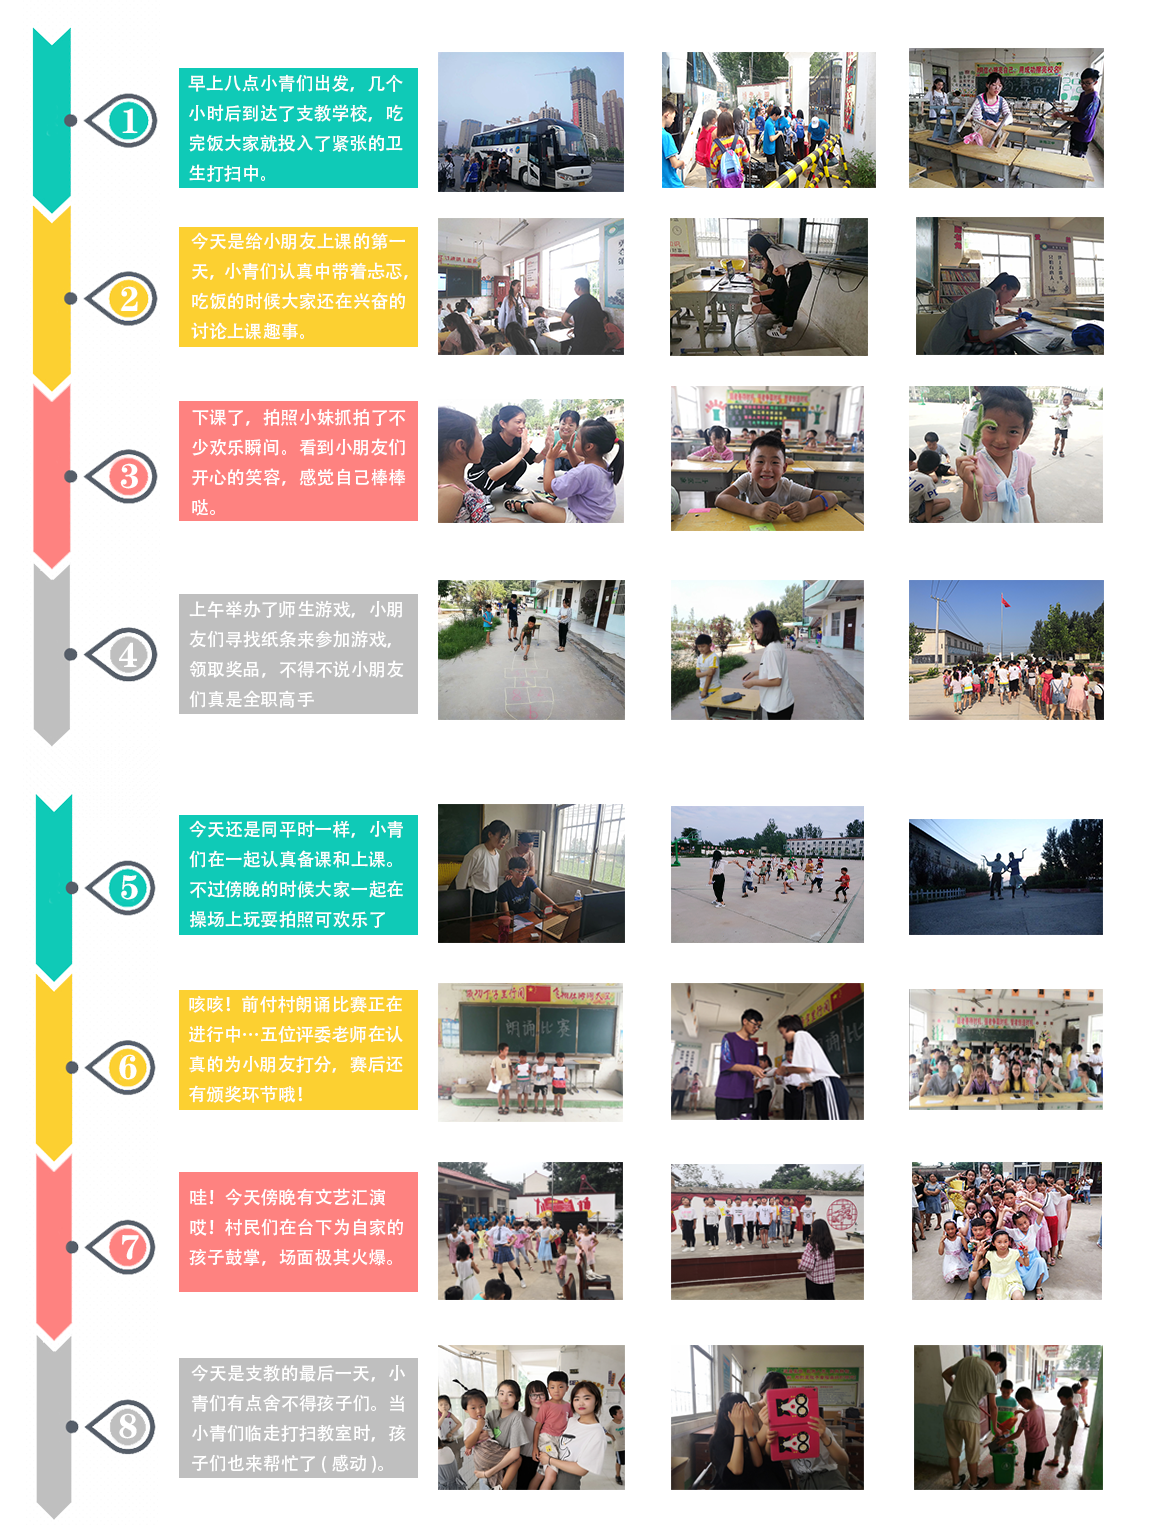 1
早上八点小青们出发，几个
小时后到达了支教学校，吃
完饭大家就投入了紧张的卫
生打扫中。
2
今天是给小朋友上课的第一
天，小青们认真中带着忐忑，
吃饭的时候大家还在兴奋的
讨论上课趣事。
3
下课了，拍照小妹抓拍了不
少欢乐瞬间。看到小朋友们
开心的笑容，感觉自己棒棒
哒。
4
上午举办了师生游戏，小朋
友们寻找纸条来参加游戏，
领取奖品，不得不说小朋友
们真是全职高手
5
今天还是同平时一样，小青
们在一起认真备课和上课。
不过傍晚的时候大家一起在
操场上玩耍拍照可欢乐了
6
咳咳！前付村朗诵比赛正在
进行中…五位评委老师在认
真的为小朋友打分，赛后还
有颁奖环节哦！
朗诵比赛
7
哇！今天傍晚有文艺汇演
哎！村民们在台下为自家的
孩子鼓掌，场面极其火爆。
8
今天是支教的最后一天，小
青们有点舍不得孩子们。当
小青们临走打扫教室时，孩
子们也来帮忙了(感动)。